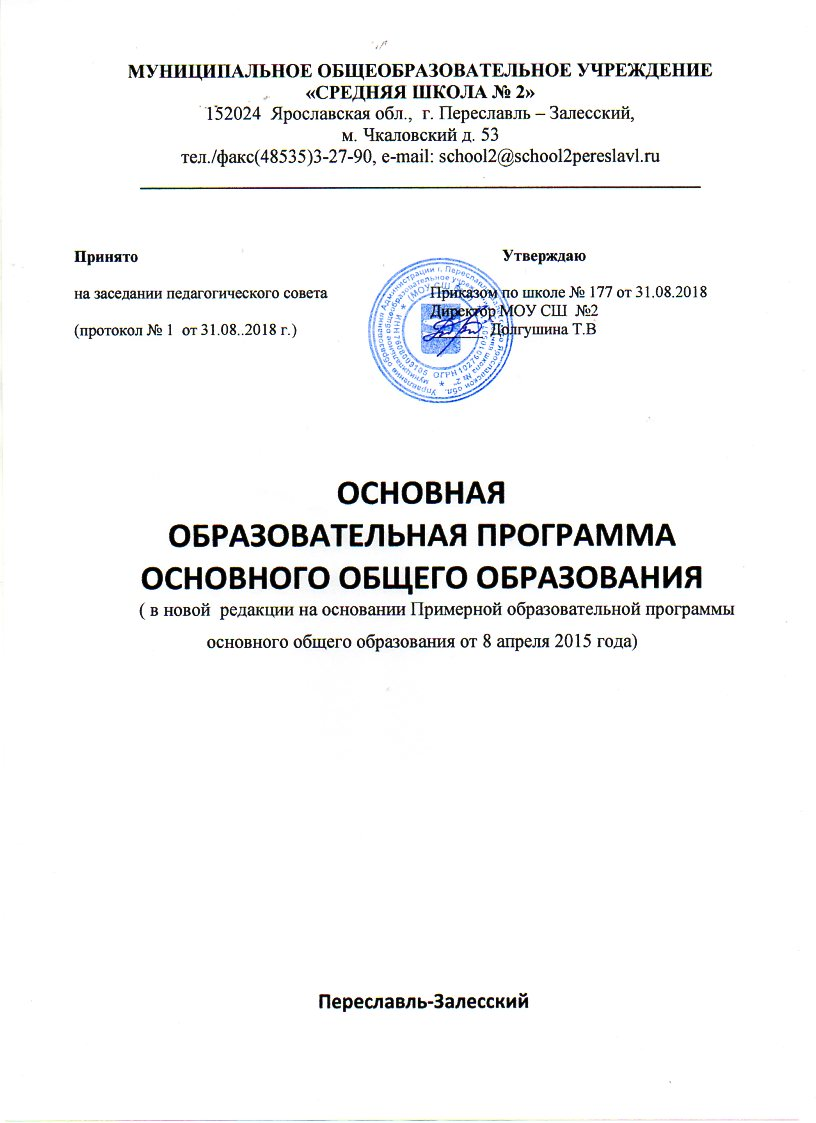 МУНИЦИПАЛЬНОЕ ОБЩЕОБРАЗОВАТЕЛЬНОЕ УЧРЕЖДЕНИЕ
«СРЕДНЯЯ ШКОЛА № 2»
152024  Ярославская обл.,  г. Переславль – Залесский,
м. Чкаловский д. 53
тел./факс(48535)3-27-90, e-mail: school2@school2pereslavl.ru
Принято
Утверждаю
на заседании педагогического совета
Приказом по школе № 177 от 31.08.2018
Директор МОУ СШ  №2
(протокол № 1  от 31.08..2018 г.)
Долгушина Т.В
ОСНОВНАЯ
ОБРАЗОВАТЕЛЬНАЯ ПРОГРАММА
ОСНОВНОГО ОБЩЕГО ОБРАЗОВАНИЯ
( в новой  редакции на основании Примерной образовательной программы
основного общего образования от 8 апреля 2015 года)
Переславль-Залесский